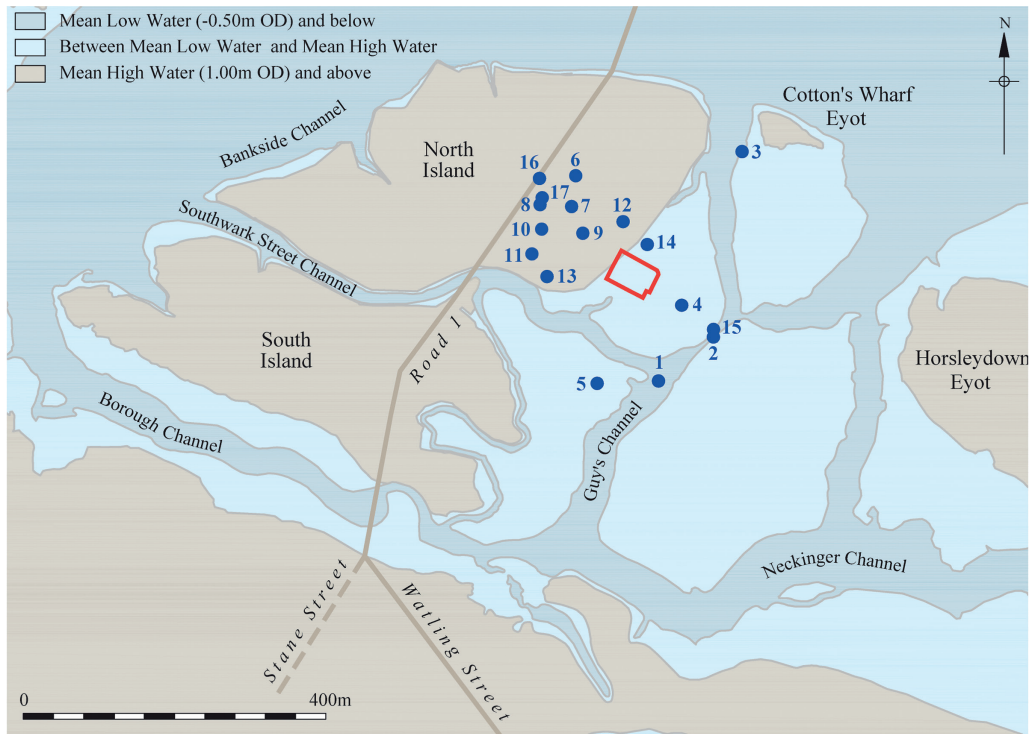 Mean Low Water (-0.50m OD) and below
Between Mean Low Water and Mean High Water
Mean High Water (1.00m OD) and above
N
Cotton's Wharf
Eyot
Bankside Channel
North
Island
3
16
6
17
8
7
12
10
9
14
11
13
Southwark Street Channel
4
15
2
South
Island
Road 1
1
5
Horsleydown
Eyot
Borough Channel
Guy's Channel
Neckinger Channel
Stane Street
Watling Street
0
400m